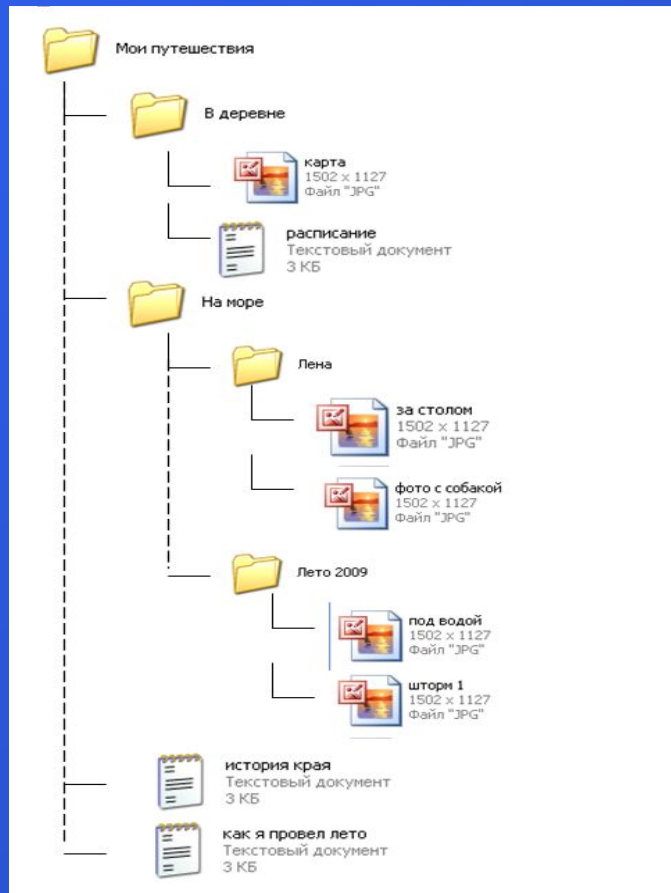 Мои путешествия
В деревне
карта
1502 x 1127
Файл "JPG"
расписание
Текстовый документ
3 КБ
На море
Лена
за столом
1502 x 1127
Файл "JPG"
фото с собакой
1502 x 1127
Файл "JPG"
Лето 2009
под водой
1502 x 1127
Файл "JPG"
шторм 1
1502 x 1127
Файл "JPG"
история края
Текстовый документ
3 КБ
как я провел лето
Текстовый документ
3 КБ